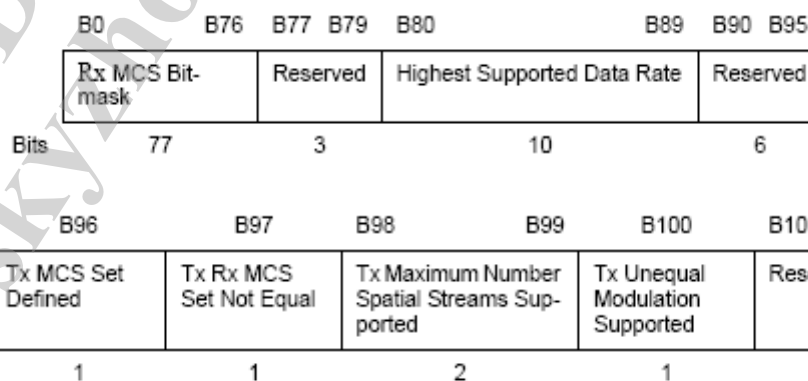 B0 B76 B77 B79 B80 B89 B90 B95
Rx MCS Bit-
mask
Reserved
Highest Supported Data Rate
Reserved
Bits 77 3 10 6
B96 B97 B98 B99 B100 B10
Tx MCS Set
Defined
Tx Rx MCS
Set Not Equal
Tx Maximum Number
Spatial Streams Sup-
ported
Tx Unequal
Modulation
Supported
Res
1 1 2 1